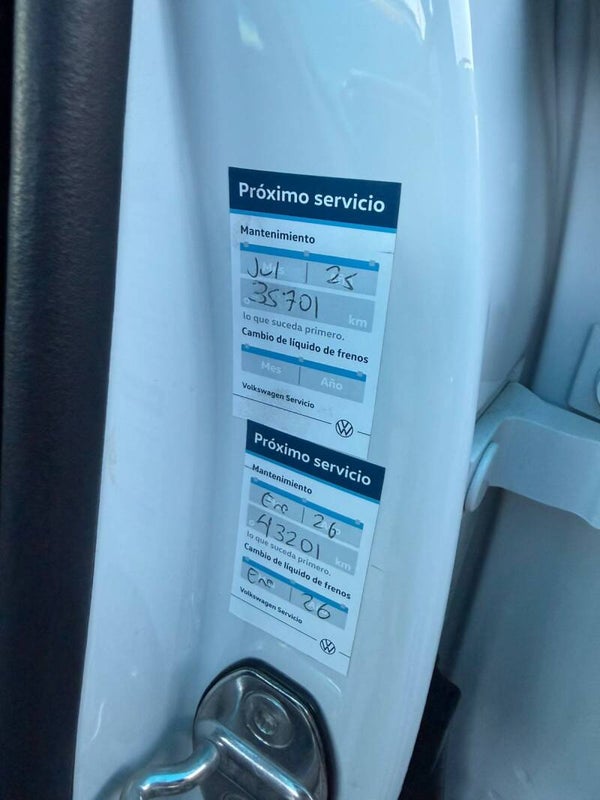 Próximo servicio
Mantenimiento
Jul 25
35701 km
lo que suceda primero.
Cambio de líquido de frenos
Mes Año
Volkswagen Servicio
Próximo servicio
Mantenimiento
Ene 26
43201 km
lo que suceda primero.
Cambio de líquido de frenos
Ene 26
Volkswagen Servicio